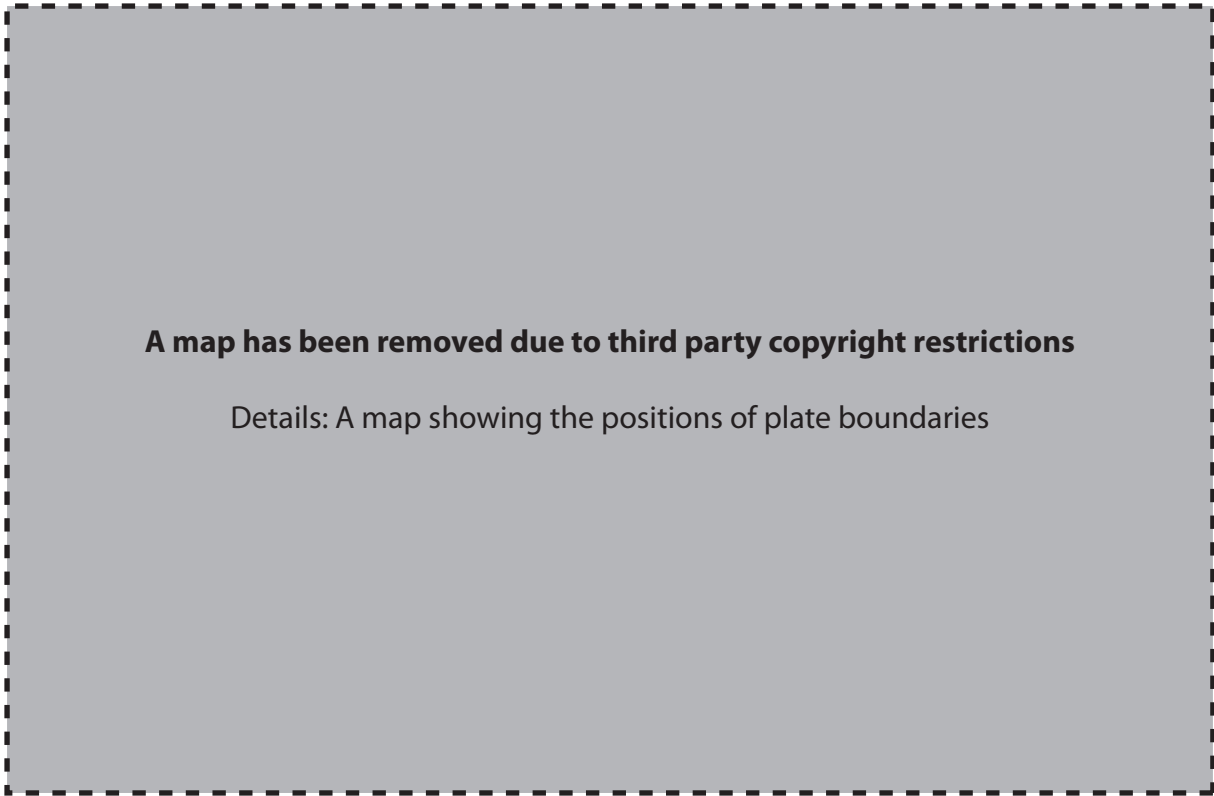 A map has been removed due to third party copyright restrictions
Details: A map showing the positions of plate boundaries